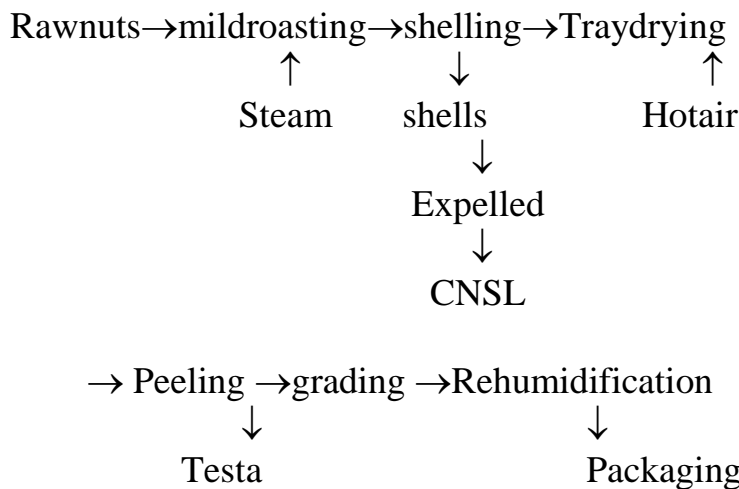 Rawnuts→mildroasting→shelling→Traydrying
↑ ↓ ↑
Steam shells Hotair
↓
Expelled
↓
CNSL
→ Peeling →grading →Rehumidification
↓ ↓
Testa Packaging